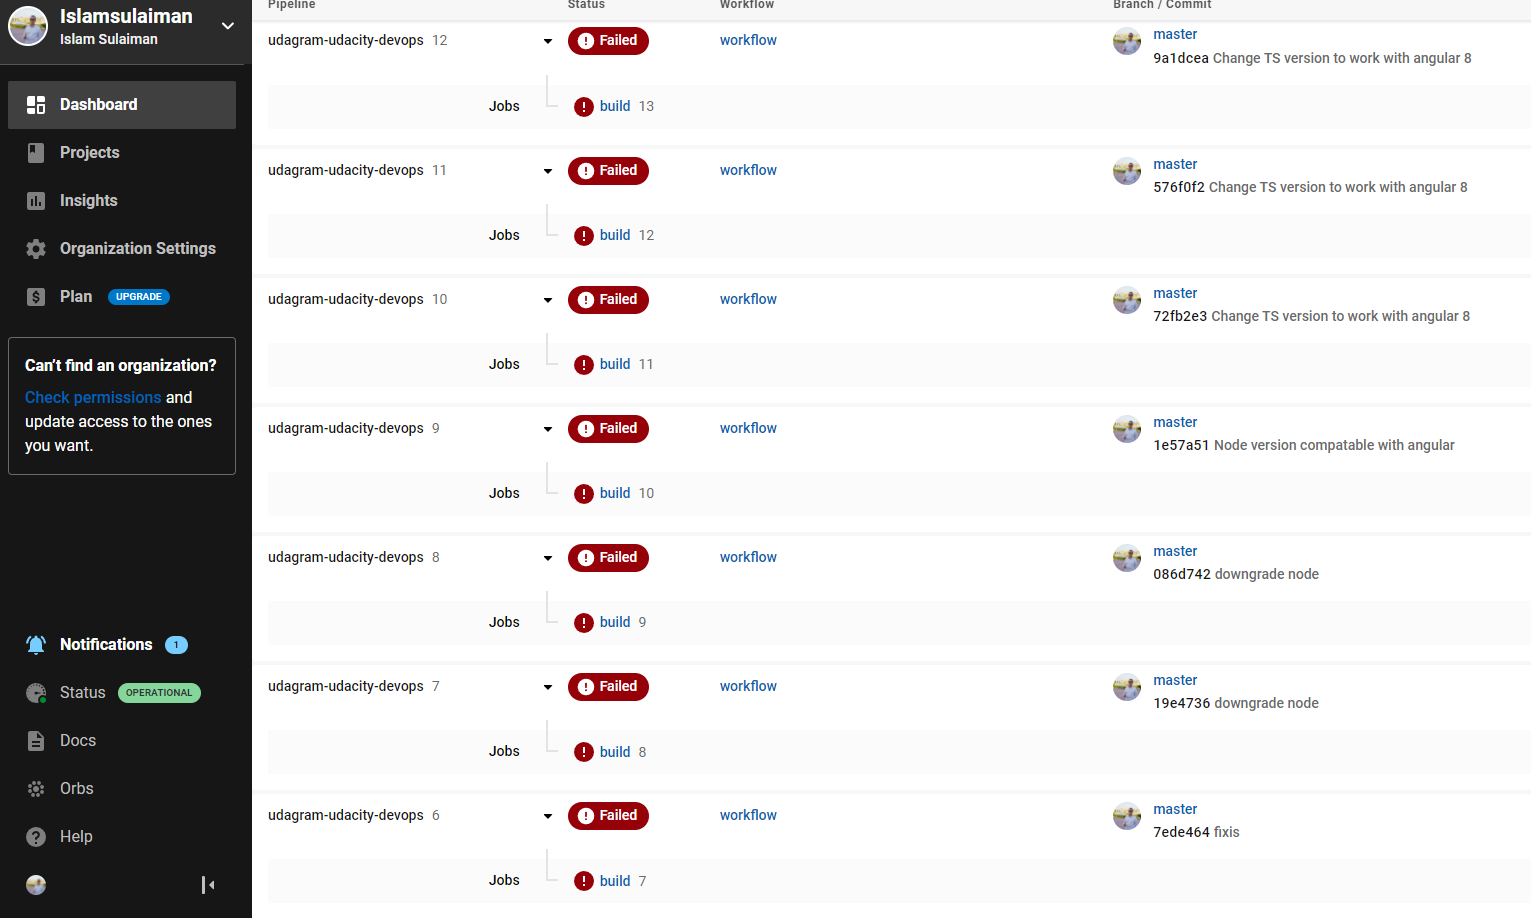 Islamsulaiman
Islam Sulaiman
Dashboard
Projects
Insights
Organization Settings
Plan UPGRADE
Can't find an organization?
Check permissions and
update access to the ones
you want.
Notifications 1
Status OPERATIONAL
Docs
Orbs
Help
Pipeline Status Workflow Branch / Commit
udagram-udacity-devops 12 Failed workflow master
9a1dcea Change TS version to work with angular 8
Jobs build 13
udagram-udacity-devops 11 Failed workflow master
576f0f2 Change TS version to work with angular 8
Jobs build 12
udagram-udacity-devops 10 Failed workflow master
72fb2e3 Change TS version to work with angular 8
Jobs build 11
udagram-udacity-devops 9 Failed workflow master
1e57a51 Node version compatable with angular
Jobs build 10
udagram-udacity-devops 8 Failed workflow master
086d742 downgrade node
Jobs build 9
udagram-udacity-devops 7 Failed workflow master
19e4736 downgrade node
Jobs build 8
udagram-udacity-devops 6 Failed workflow master
7ede464 fixis
Jobs build 7